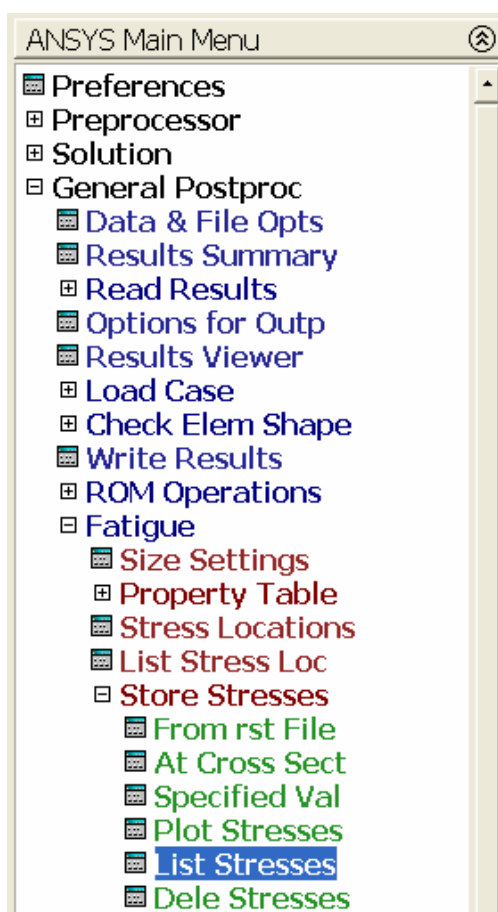 ANSYS Main Menu
Preferences
Preprocessor
Solution
General Postproc
Data & File Opts
Results Summary
Read Results
Options for Outp
Results Viewer
Load Case
Check Elem Shape
Write Results
ROM Operations
Fatigue
Size Settings
Property Table
Stress Locations
List Stress Loc
Store Stresses
From rst File
At Cross Sect
Specified Val
Plot Stresses
List Stresses
Dele Stresses